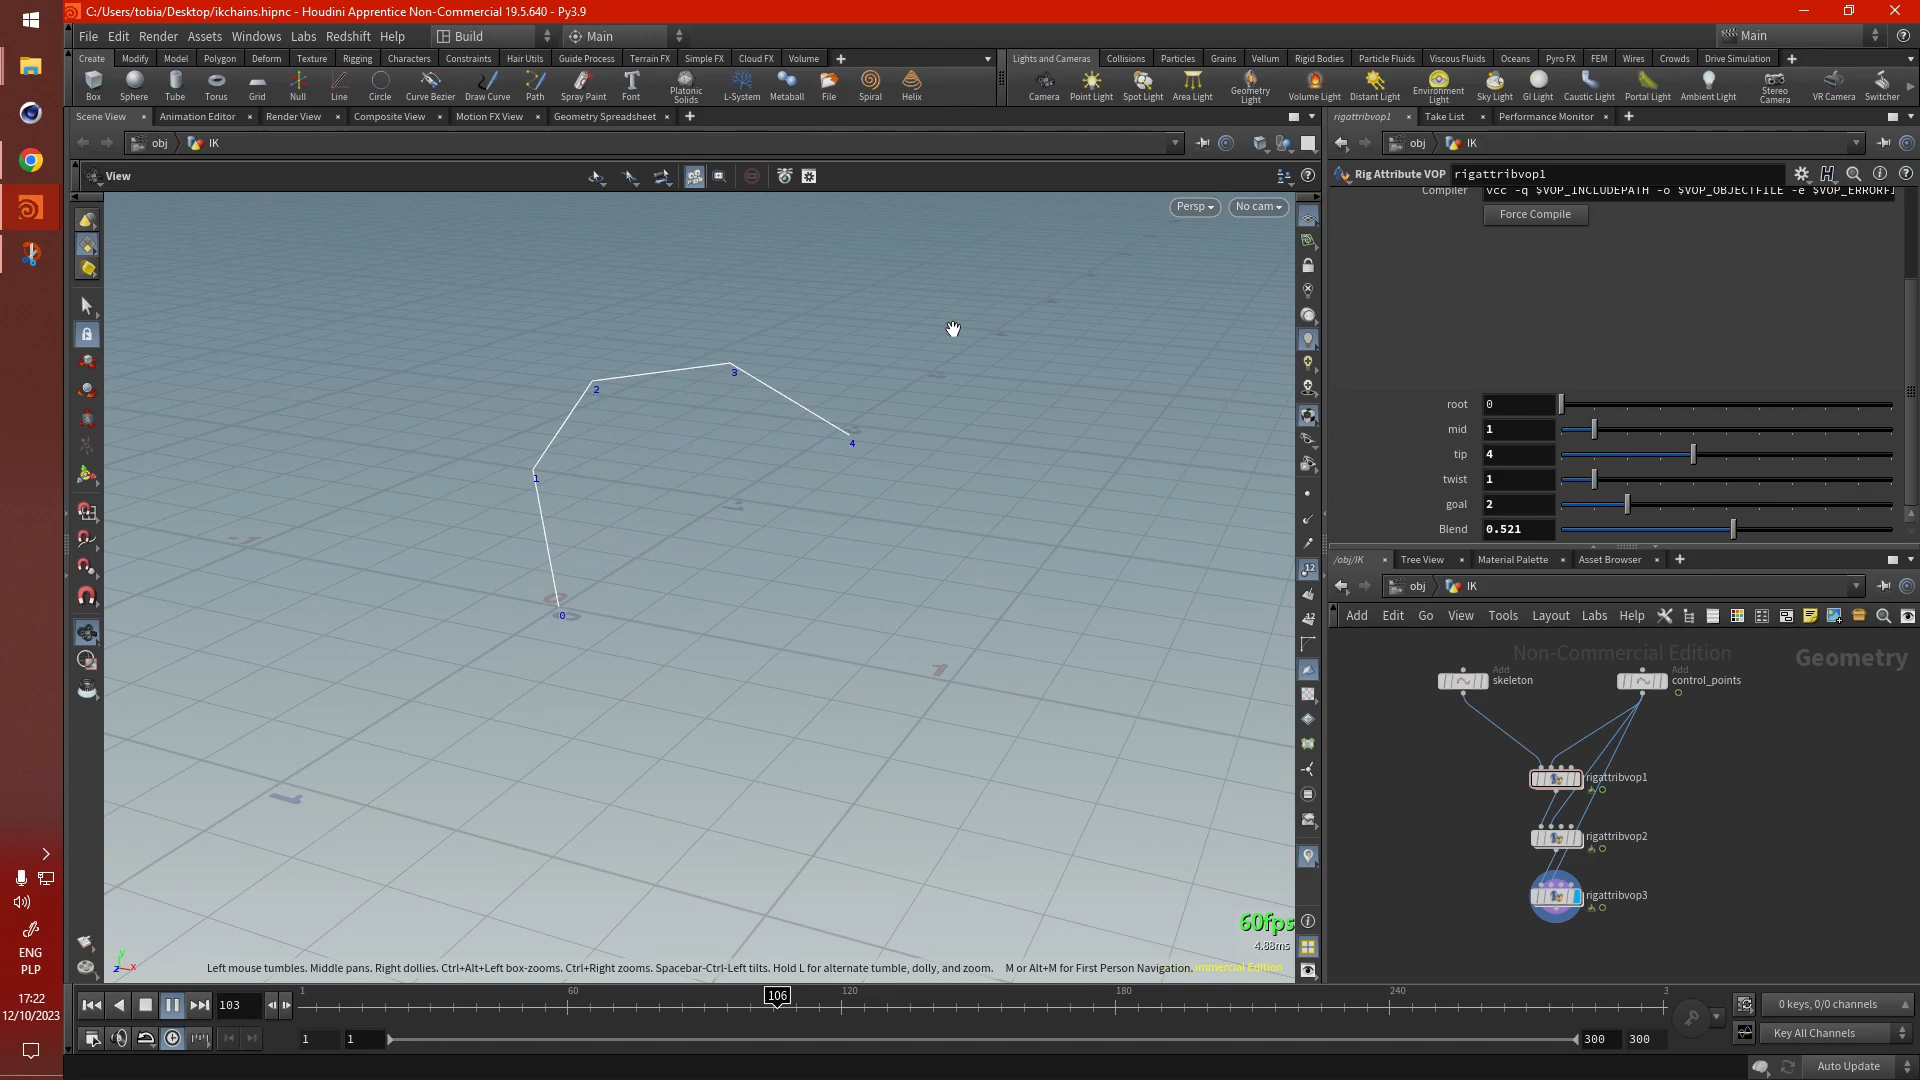 C:/Users/tobia/Desktop/ikchains.hipnc - Houdini Apprentice Non-Commercial 19.5.640 - Py3.9
File Edit Render Assets Windows Labs Redshift Help Build Main Main
Create Modify Model Polygon Deform Texture Rigging Characters Constraints Hair Utils Guide Process Terrain FX Simple FX Cloud FX Volume
Lights and Cameras Collisions Particles Grains Vellum Rigid Bodies Particle Fluids Viscous Fluids Oceans Pyro FX FEM Wires Crowds Drive Simulation
Box Sphere Tube Torus Grid Null Line Circle Curve Bezier Draw Curve Path Spray Paint Font Platonic Solids L-System Metaball File Spiral Helix
Camera Point Light Spot Light Area Light Geometry Light Volume Light Distant Light Environment Light Sky Light GI Light Caustic Light Portal Light Ambient Light Stereo Camera VR Camera Switcher
Scene View Animation Editor Render View Composite View Motion FX View Geometry Spreadsheet
rigattribvop1 Take List Performance Monitor
obj IK
obj IK
View
Rig Attribute VOP rigattribvop1
Compiler vcc -q $VOP_INCLUDEPATH -o $VOP_OBJECTFILE -e $VOP_ERRORFI
Force Compile
Persp No cam
root 0
mid 1
tip 4
twist 1
goal 2
Blend 0.521
0
1
2
3
4
/obj/IK Tree View Material Palette Asset Browser
obj IK
Add Edit Go View Tools Layout Labs Help
Non-Commercial Edition
Geometry
Add
skeleton
Add
control_points
rigattribvop1
rigattribvop2
rigattribvop3
60fps
4.88ms
Left mouse tumbles. Middle pans. Right dollies. Ctrl+Alt+Left box-zooms. Ctrl+Right zooms. Spacebar-Ctrl-Left tilts. Hold L for alternate tumble, dolly, and zoom. M or Alt+M for First Person Navigation.
mmercial Edition
103
1 60 106 120 180 240 3
0 keys, 0/0 channels
1 1 300 300
Key All Channels
Auto Update
ENG
PLP
17:22
12/10/2023